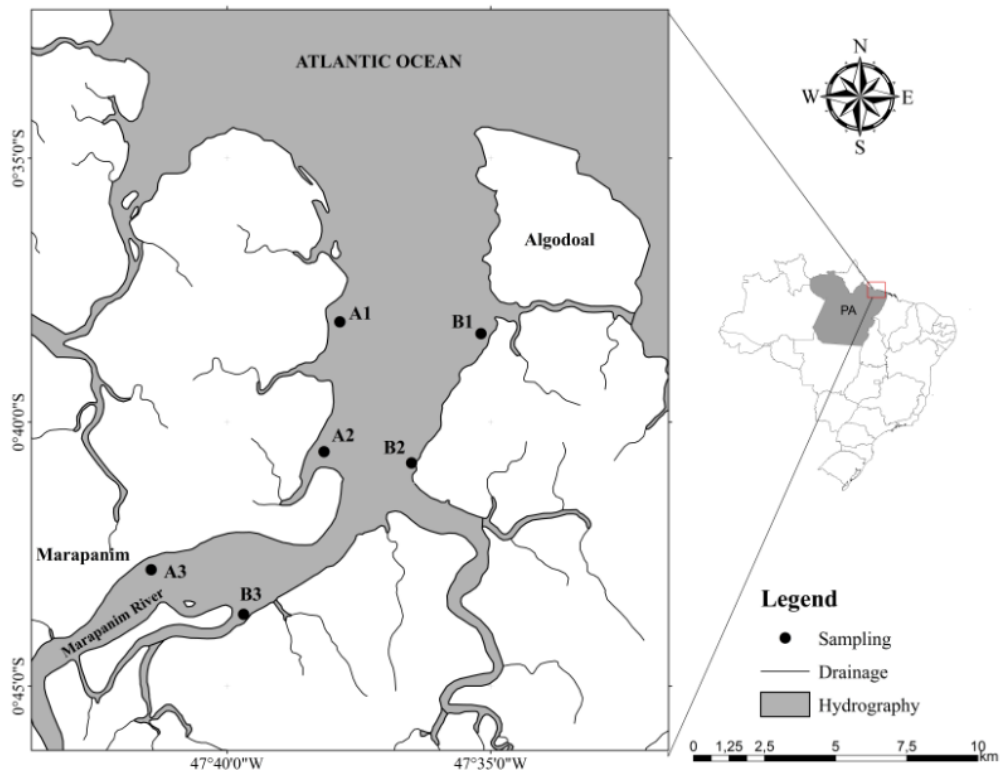 ATLANTIC OCEAN
N
W E
S
0°35'0"S
Algodoal
PA
A1
B1
0°40'0"S
A2
B2
Marapanim
A3
B3
Marapanim River
0°45'0"S
47°40'0"W
47°35'0"W
Legend
Sampling
Drainage
Hydrography
0 1,25 2,5 5 7,5 10
km